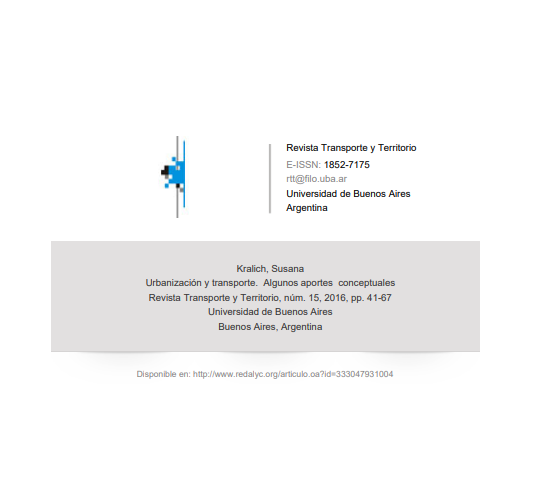 Revista Transporte y Territorio
E-ISSN: 1852-7175
rtt@filo.uba.ar
Universidad de Buenos Aires
Argentina
Kralich, Susana
Urbanización y transporte. Algunos aportes conceptuales
Revista Transporte y Territorio, núm. 15, 2016, pp. 41-67
Universidad de Buenos Aires
Buenos Aires, Argentina
Disponible en: http://www.redalyc.org/articulo.oa?id=333047931004